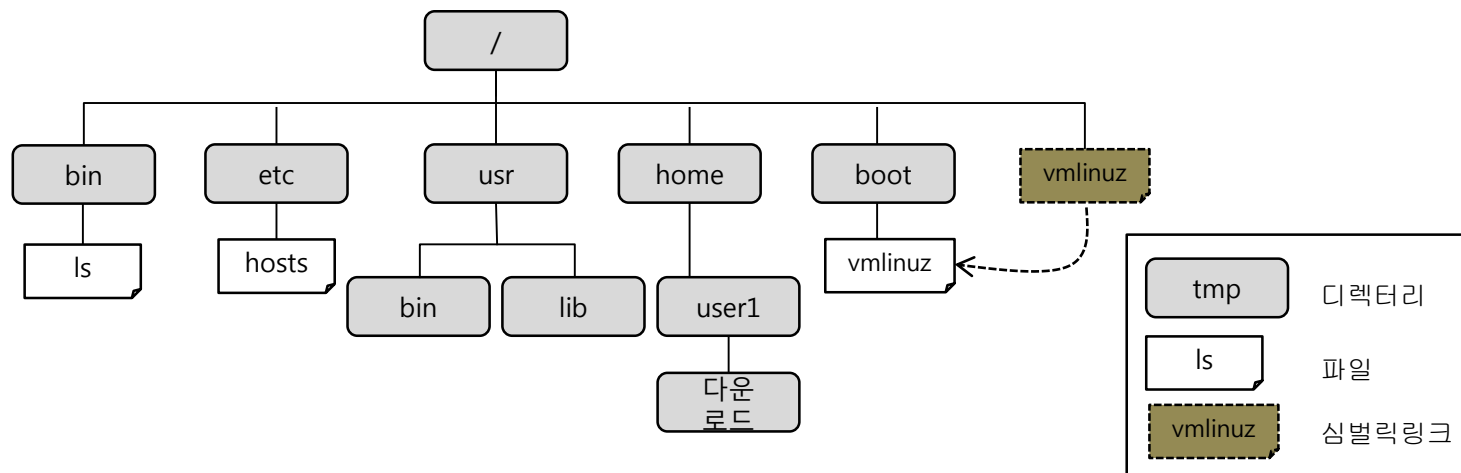 /
bin
etc
usr
home
boot
vmlinuz
ls
hosts
vmlinuz
bin
lib
user1
다운
로드
tmp
디렉터리
ls
파일
vmlinuz
심벌릭링크